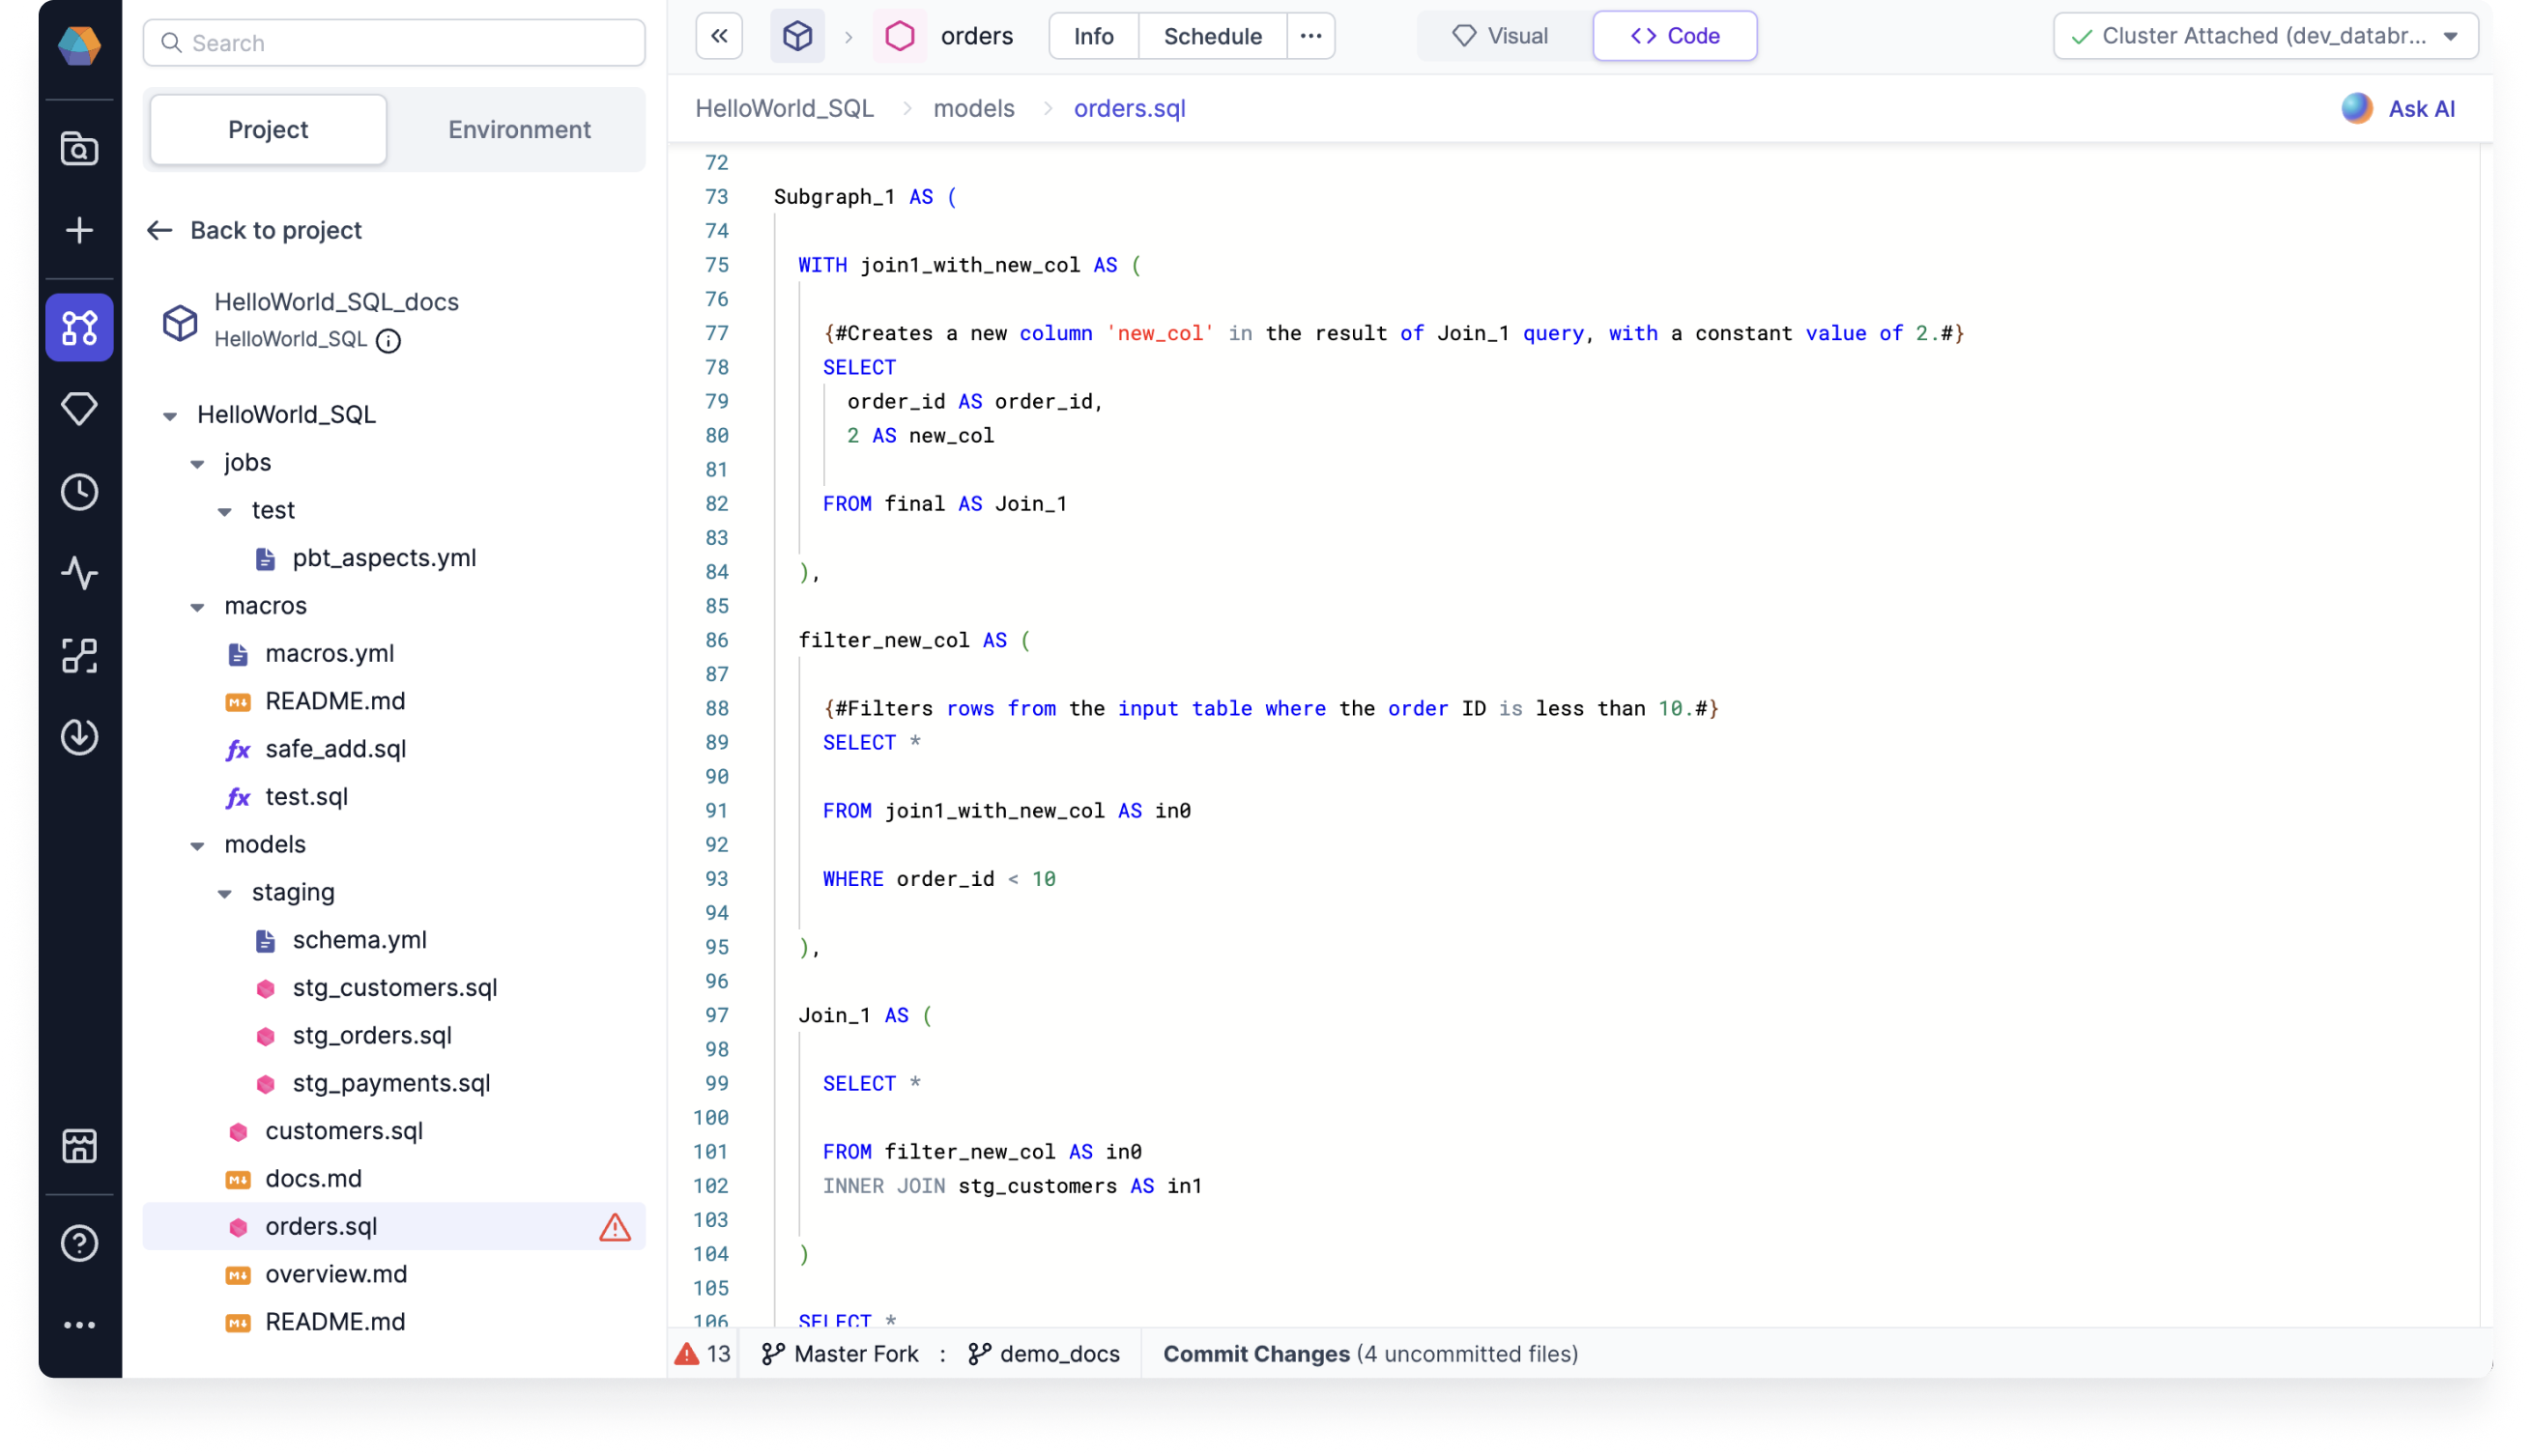 Search
Project
Environment
Back to project
HelloWorld_SQL_docs
HelloWorld_SQL
HelloWorld_SQL
jobs
test
pbt_aspects.yml
macros
macros.yml
README.md
fx safe_add.sql
fx test.sql
models
staging
schema.yml
stg_customers.sql
stg_orders.sql
stg_payments.sql
customers.sql
docs.md
orders.sql
overview.md
README.md
orders
Info
Schedule
Visual
Code
Cluster Attached (dev_databr...
HelloWorld_SQL > models > orders.sql
Ask AI
72
73 Subgraph_1 AS (
74
75 WITH join1_with_new_col AS (
76
77 {#Creates a new column 'new_col' in the result of Join_1 query, with a constant value of 2.#}
78 SELECT
79 order_id AS order_id,
80 2 AS new_col
81
82 FROM final AS Join_1
83
84 ),
85
86 filter_new_col AS (
87
88 {#Filters rows from the input table where the order ID is less than 10.#}
89 SELECT *
90
91 FROM join1_with_new_col AS in0
92
93 WHERE order_id < 10
94
95 ),
96
97 Join_1 AS (
98
99 SELECT *
100
101 FROM filter_new_col AS in0
102 INNER JOIN stg_customers AS in1
103
104 )
105
106 SELECT *
13
Master Fork : demo_docs
Commit Changes (4 uncommitted files)